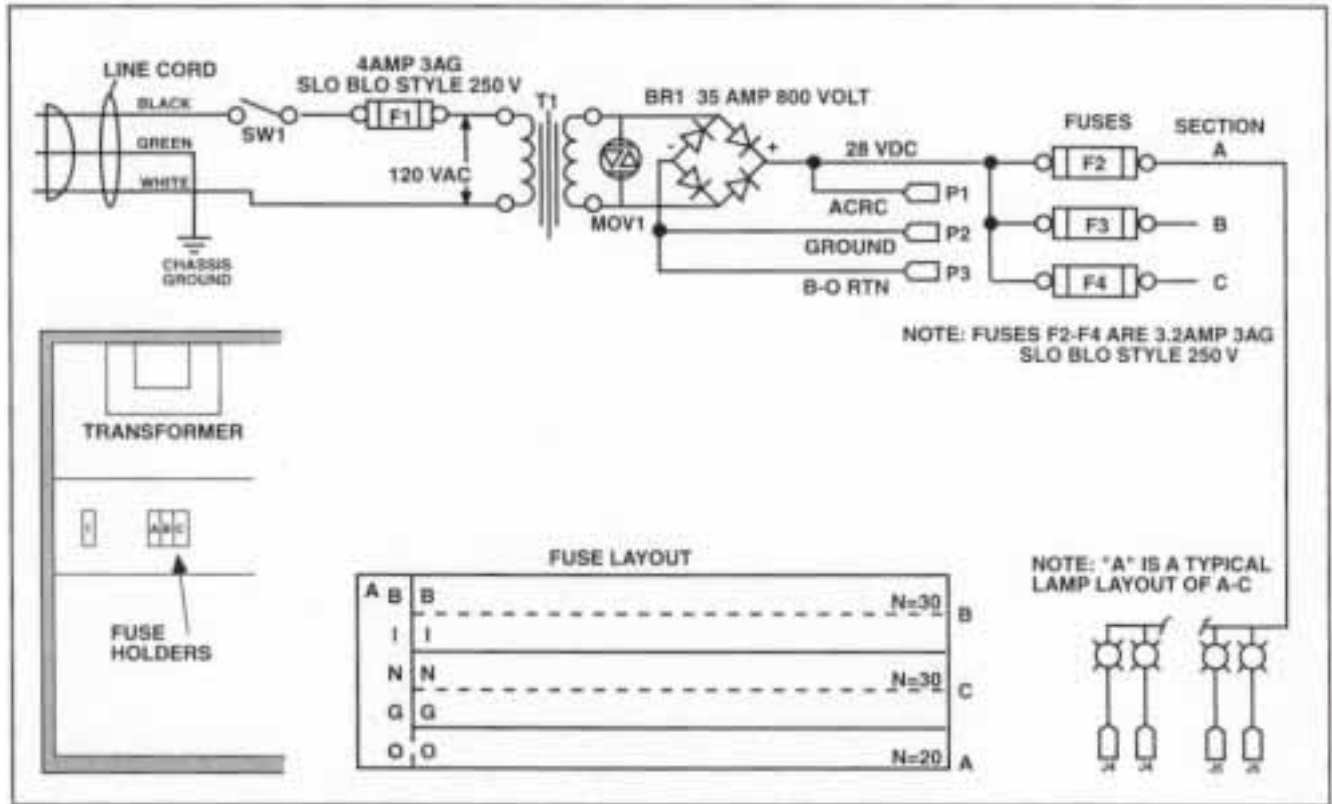 4AMP 3AG
SLO BLO STYLE 250 V
LINE CORD
BLACK
GREEN
WHITE
SW1
F1
T1
120 VAC
CHASSIS
GROUND
MOV1
BR1 35 AMP 800 VOLT
-
+
28 VDC
ACRC
P1
GROUND
P2
B-O RTN
P3
FUSES
SECTION
F2
A
F3
B
F4
C
NOTE: FUSES F2-F4 ARE 3.2AMP 3AG
SLO BLO STYLE 250 V
TRANSFORMER
A B C
FUSE
HOLDERS
FUSE LAYOUT
A B B N=30 B
I I
N N N=30 C
G G
O O N=20 A
NOTE: "A" IS A TYPICAL
LAMP LAYOUT OF A-C
J4 J4